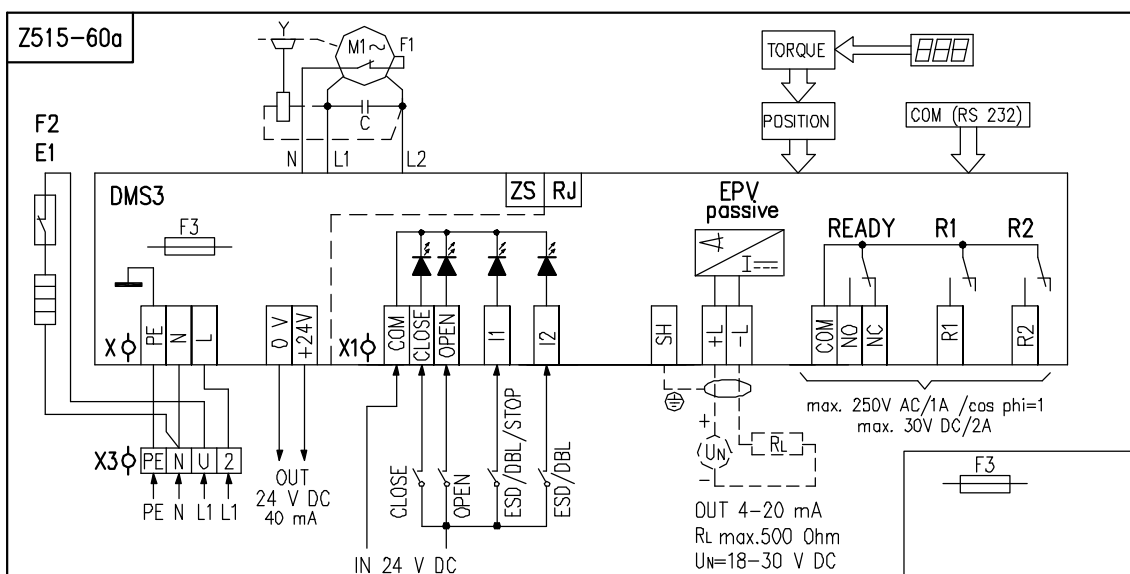 Z515-60a
Y
M1~
F1
C
N
L1
L2
TORQUE
POSITION
COM (RS 232)
F2
E1
DMS3
F3
ZS
RJ
EPV
passive
I
READY
R1
R2
X
PE
N
L
0 V
+24V
X1
COM
CLOSE
OPEN
I1
I2
SH
+L
-L
COM
NO
NC
R1
R2
max. 250V AC/1A /cos phi=1
max. 30V DC/2A
X3
PE
N
U
2
PE
N
L1
L1
OUT
24 V DC
40 mA
CLOSE
OPEN
ESD/DBL/STOP
ESD/DBL
IN 24 V DC
+
UN
-
RL
OUT 4-20 mA
RL max.500 Ohm
UN=18-30 V DC
F3